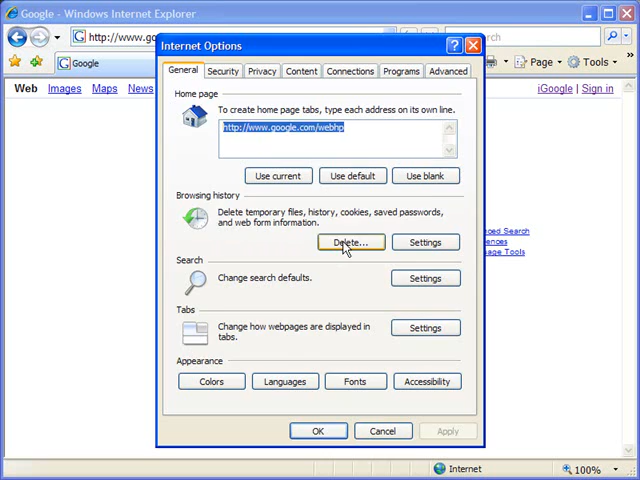 Google - Windows Internet Explorer
Internet Options
http://www.go
Google
Page
Tools
General Security Privacy Content Connections Programs Advanced
Web Images Maps News
iGoogle | Sign in
Home page
To create home page tabs, type each address on its own line.
http://www.google.com/webhp
Use current Use default Use blank
Browsing history
Delete temporary files, history, cookies, saved passwords,
and web form information.
Delete... Settings
Search
Change search defaults.
Settings
Tabs
Change how webpages are displayed in
tabs.
Settings
Appearance
Colors Languages Fonts Accessibility
OK Cancel Apply
Search
Tools
Internet
100%